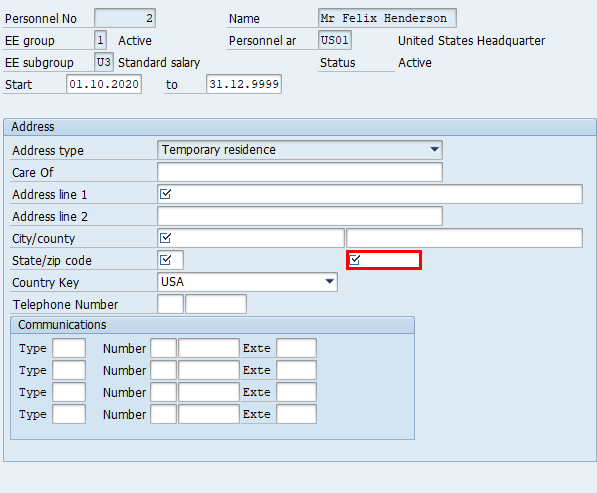 Personnel No 2 Name Mr Felix Henderson
EE group 1 Active Personnel ar US01 United States Headquarter
EE subgroup U3 Standard salary Status Active
Start 01.10.2020 to 31.12.9999
Address
Address type Temporary residence
Care Of
Address line 1
Address line 2
City/county
State/zip code
Country Key USA
Telephone Number
Communications
Type Number Exte
Type Number Exte
Type Number Exte
Type Number Exte